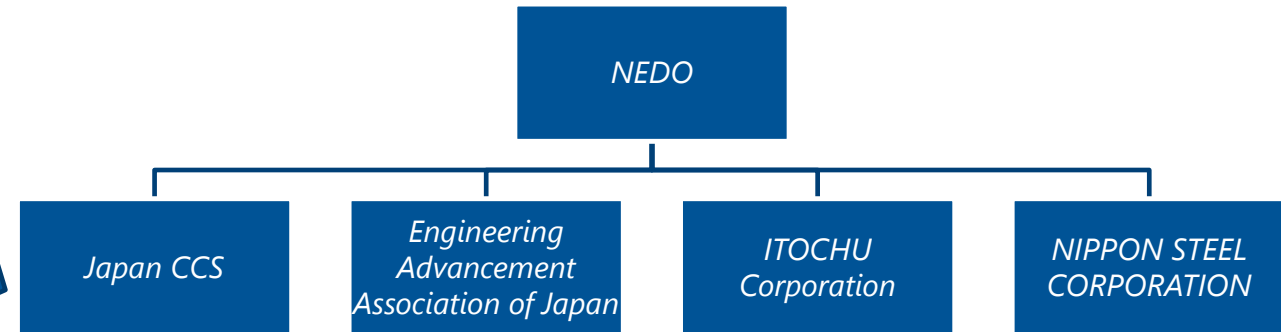 NEDO
Japan CCS
Engineering
Advancement
Association of Japan
ITOCHU
Corporation
NIPPON STEEL
CORPORATION